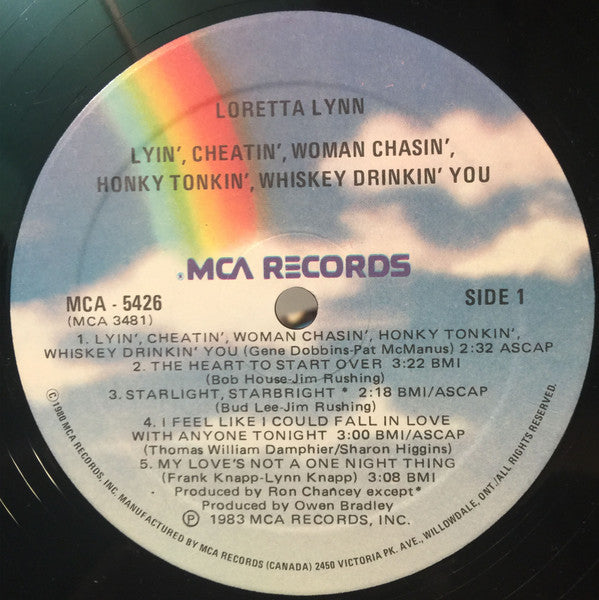 LORETTA LYNN
LYIN', CHEATIN', WOMAN CHASIN',
HONKY TONKIN', WHISKEY DRINKIN' YOU
MCA RECORDS
MCA - 5426
(MCA 3481)
SIDE 1
1. LYIN', CHEATIN', WOMAN CHASIN', HONKY TONKIN',
WHISKEY DRINKIN' YOU (Gene Dobbins-Pat McManus) 2:32 ASCAP
2. THE HEART TO START OVER 3:22 BMI
(Bob House-Jim Rushing)
3. STARLIGHT, STARBRIGHT * 2:18 BMI/ASCAP
(Bud Lee-Jim Rushing)
4. I FEEL LIKE I COULD FALL IN LOVE
WITH ANYONE TONIGHT 3:00 BMI/ASCAP
(Thomas William Damphier/Sharon Higgins)
5. MY LOVE'S NOT A ONE NIGHT THING
(Frank Knapp-Lynn Knapp) 3:08 BMI
Produced by Ron Chancey except*
Produced by Owen Bradley
Ⓟ 1983 MCA RECORDS, INC.
©1980 MCA RECORDS, INC. MANUFACTURED BY MCA RECORDS (CANADA) 2450 VICTORIA PK. AVE., WILLOWDALE, ONT./ALL RIGHTS RESERVED.